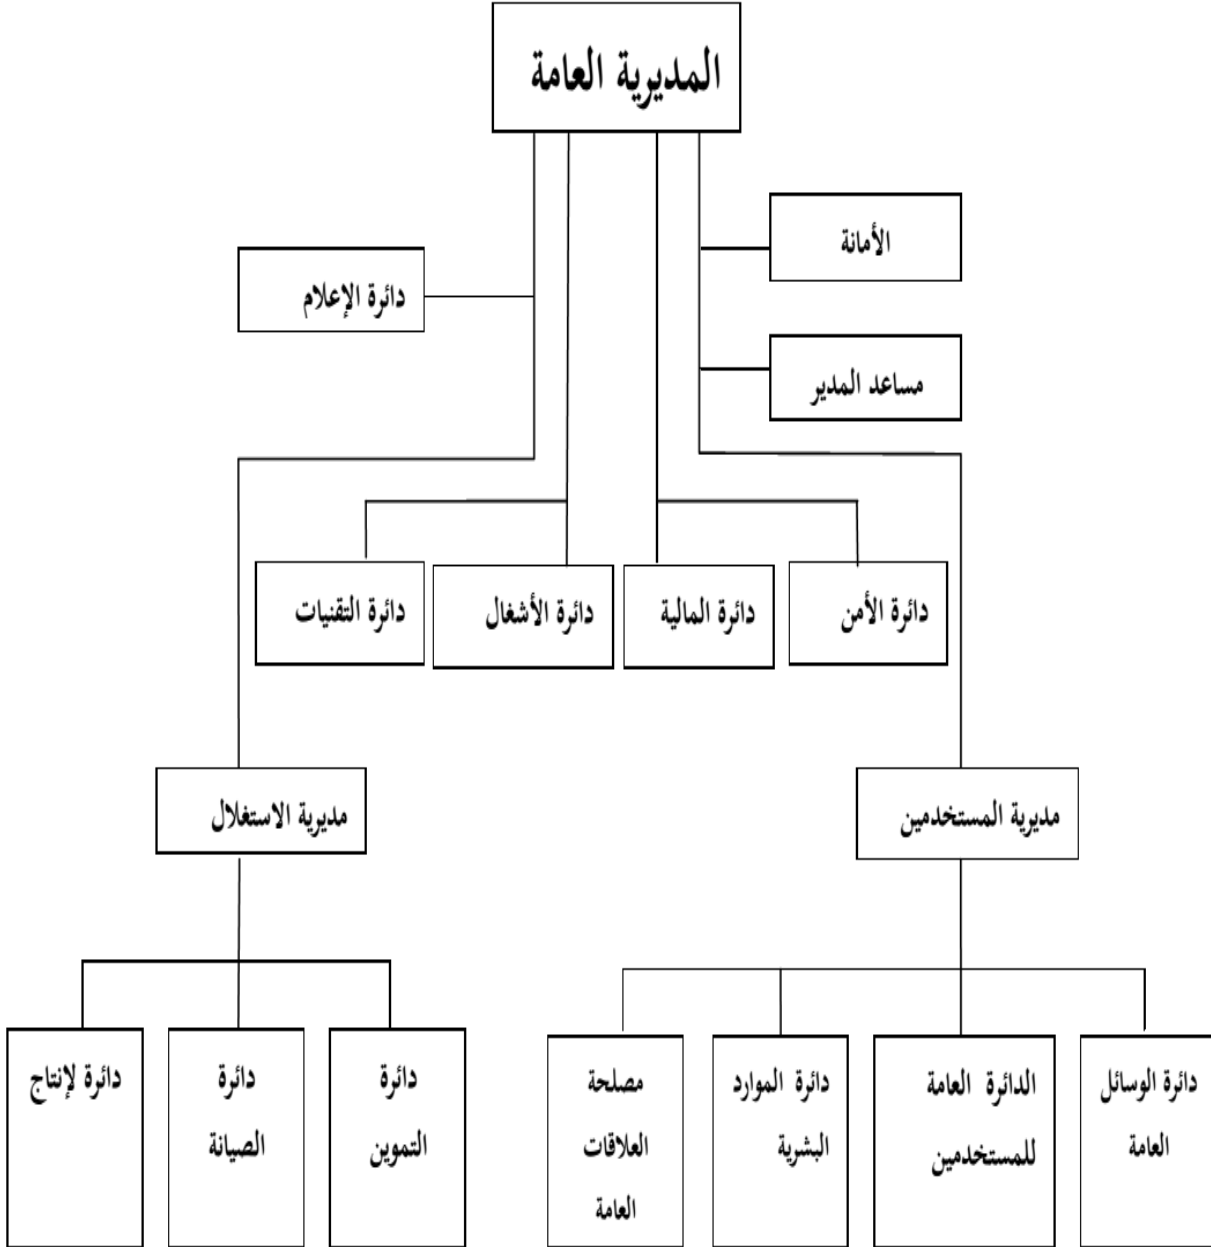 المديرية العامة
الأمانة
دائرة الإعلام
مساعد المدير
دائرة الأمن
دائرة المالية
دائرة الأشغال
دائرة التقنيات
مديرية المستخدمين
مديرية الاستغلال
دائرة الوسائل
العامة
الدائرة العامة
للمستخدمين
دائرة الموارد
البشرية
مصلحة
العلاقات
العامة
دائرة
التموين
دائرة
الصيانة
دائرة لإنتاج